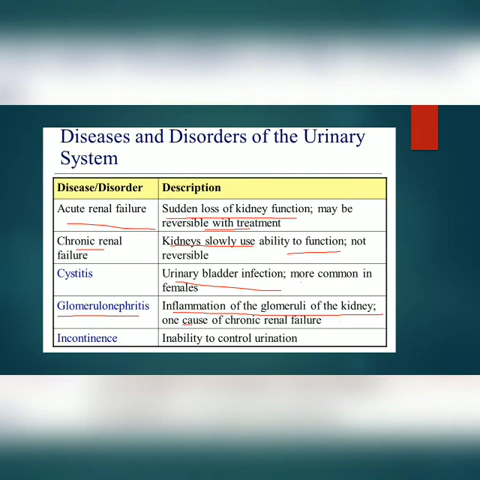 Diseases and Disorders of the Urinary
System
Disease/Disorder Description
Acute renal failure Sudden loss of kidney function; may be
reversible with treatment
Chronic renal Kidneys slowly use ability to function; not
failure reversible
Cystitis Urinary bladder infection; more common in
females
Glomerulonephritis Inflammation of the glomeruli of the kidney;
one cause of chronic renal failure
Incontinence Inability to control urination